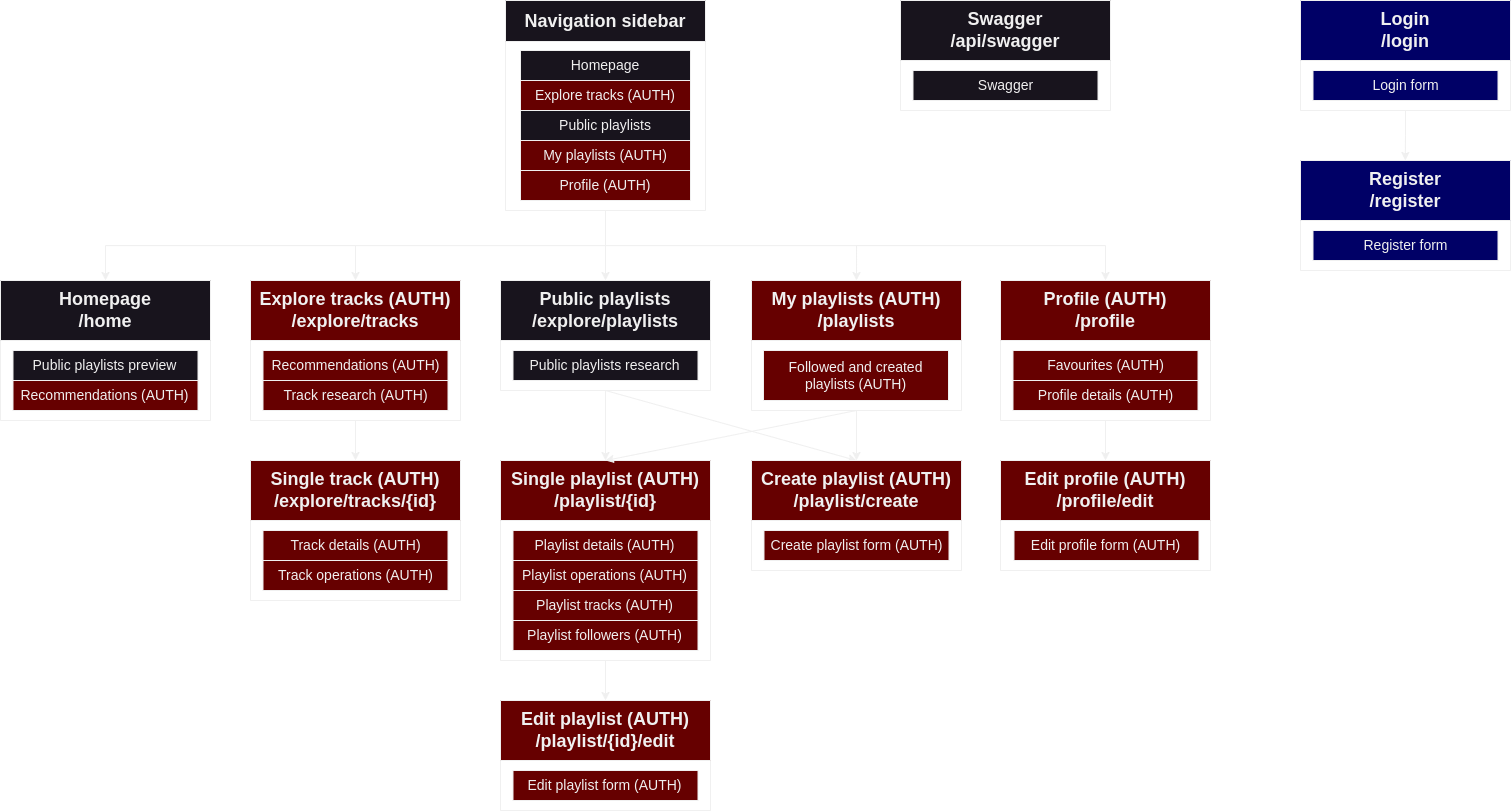 Navigation sidebar
Homepage
Explore tracks (AUTH)
Public playlists
My playlists (AUTH)
Profile (AUTH)
Swagger
/api/swagger
Swagger
Login
/login
Login form
Register
/register
Register form
Homepage
/home
Public playlists preview
Recommendations (AUTH)
Explore tracks (AUTH)
/explore/tracks
Recommendations (AUTH)
Track research (AUTH)
Public playlists
/explore/playlists
Public playlists research
My playlists (AUTH)
/playlists
Followed and created
playlists (AUTH)
Profile (AUTH)
/profile
Favourites (AUTH)
Profile details (AUTH)
Single track (AUTH)
/explore/tracks/{id}
Track details (AUTH)
Track operations (AUTH)
Single playlist (AUTH)
/playlist/{id}
Playlist details (AUTH)
Playlist operations (AUTH)
Playlist tracks (AUTH)
Playlist followers (AUTH)
Create playlist (AUTH)
/playlist/create
Create playlist form (AUTH)
Edit profile (AUTH)
/profile/edit
Edit profile form (AUTH)
Edit playlist (AUTH)
/playlist/{id}/edit
Edit playlist form (AUTH)